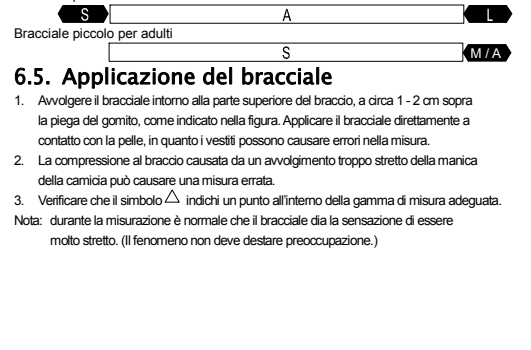 S A L
Bracciale piccolo per adulti
S M / A
6.5. Applicazione del bracciale
1. Avvolgere il bracciale intorno alla parte superiore del braccio, a circa 1 - 2 cm sopra
la piega del gomito, come indicato nella figura. Applicare il bracciale direttamente a
contatto con la pelle, in quanto i vestiti possono causare errori nella misura.
2. La compressione al braccio causata da un avvolgimento troppo stretto della manica
della camicia può causare una misura errata.
3. Verificare che il simbolo △ indichi un punto all'interno della gamma di misura adeguata.
Nota: durante la misurazione è normale che il bracciale dia la sensazione di essere
molto stretto. (Il fenomeno non deve destare preoccupazione.)